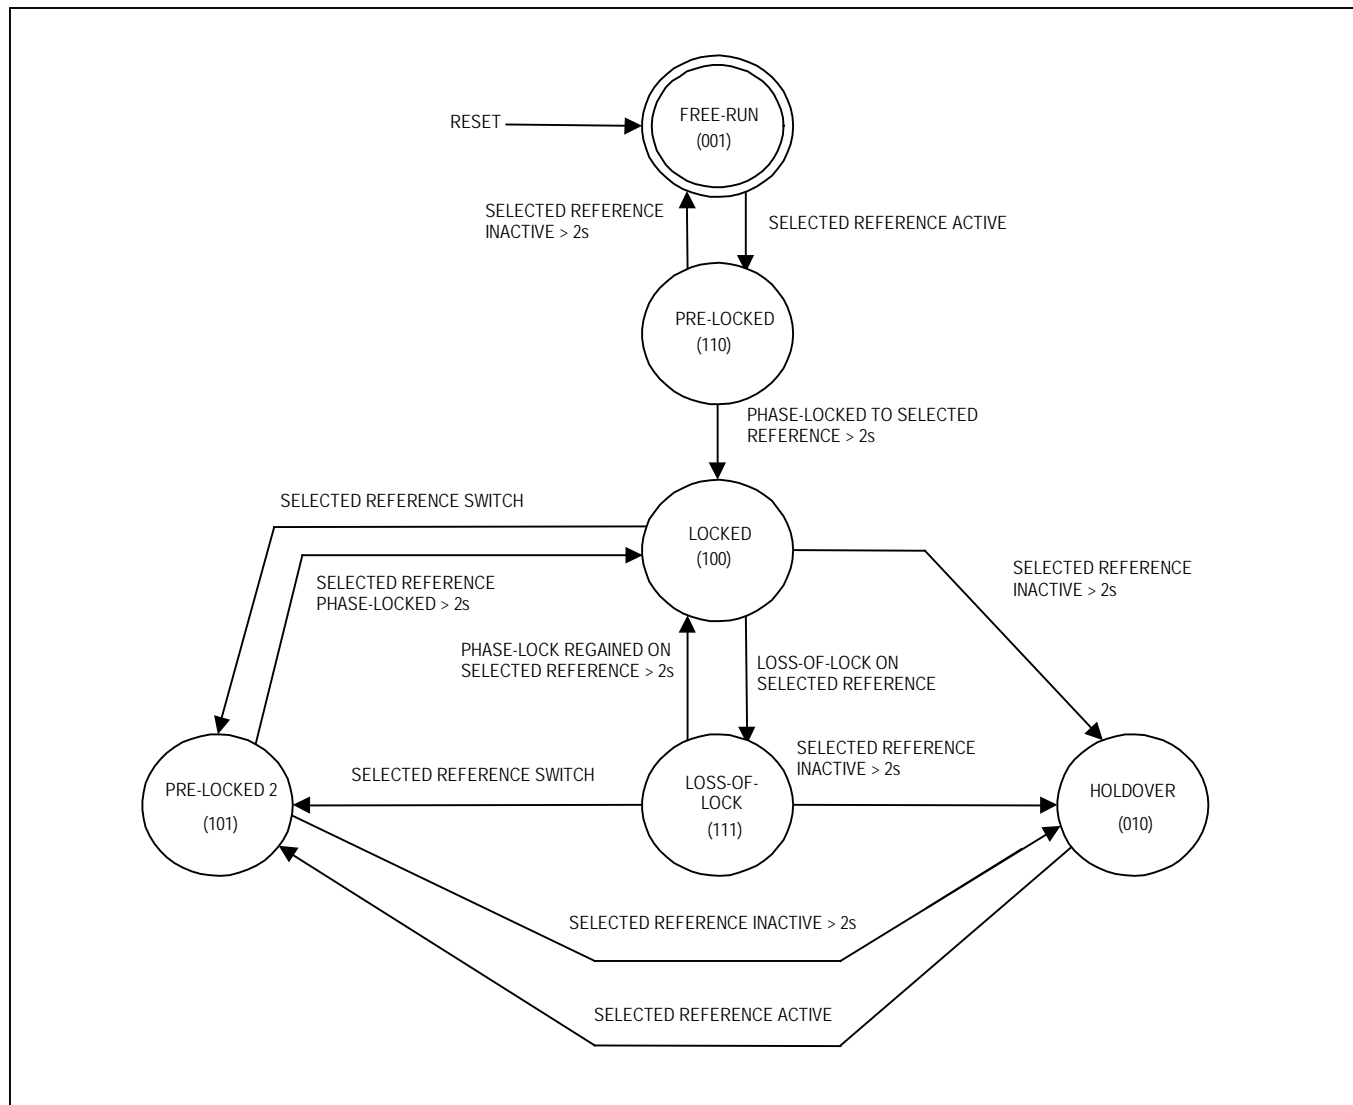 FREE-RUN
(001)
RESET
SELECTED REFERENCE
INACTIVE > 2s
SELECTED REFERENCE ACTIVE
PRE-LOCKED
(110)
PHASE-LOCKED TO SELECTED
REFERENCE > 2s
SELECTED REFERENCE SWITCH
LOCKED
(100)
SELECTED REFERENCE
INACTIVE > 2s
SELECTED REFERENCE
PHASE-LOCKED > 2s
PHASE-LOCK REGAINED ON
SELECTED REFERENCE > 2s
LOSS-OF-LOCK ON
SELECTED REFERENCE
SELECTED REFERENCE
INACTIVE > 2s
SELECTED REFERENCE SWITCH
PRE-LOCKED 2
(101)
LOSS-OF-
LOCK
(111)
HOLDOVER
(010)
SELECTED REFERENCE INACTIVE > 2s
SELECTED REFERENCE ACTIVE